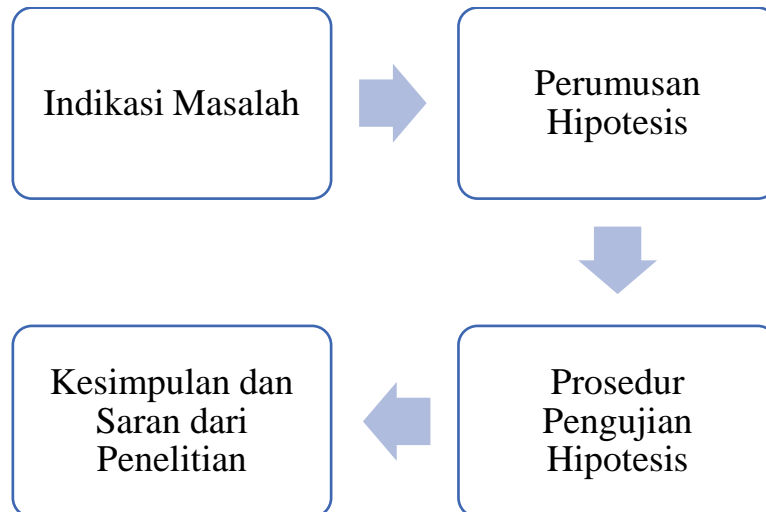 Indikasi Masalah
Perumusan
Hipotesis
Prosedur
Pengujian
Hipotesis
Kesimpulan dan
Saran dari
Penelitian